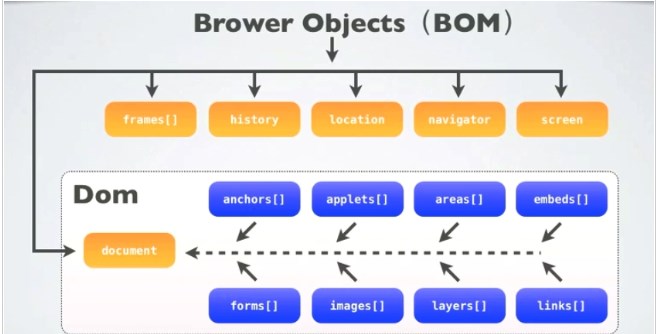 Brower Objects（BOM）
frames[] history location navigator screen
Dom
anchors[] applets[] areas[] embeds[]
document
forms[] images[] layers[] links[]